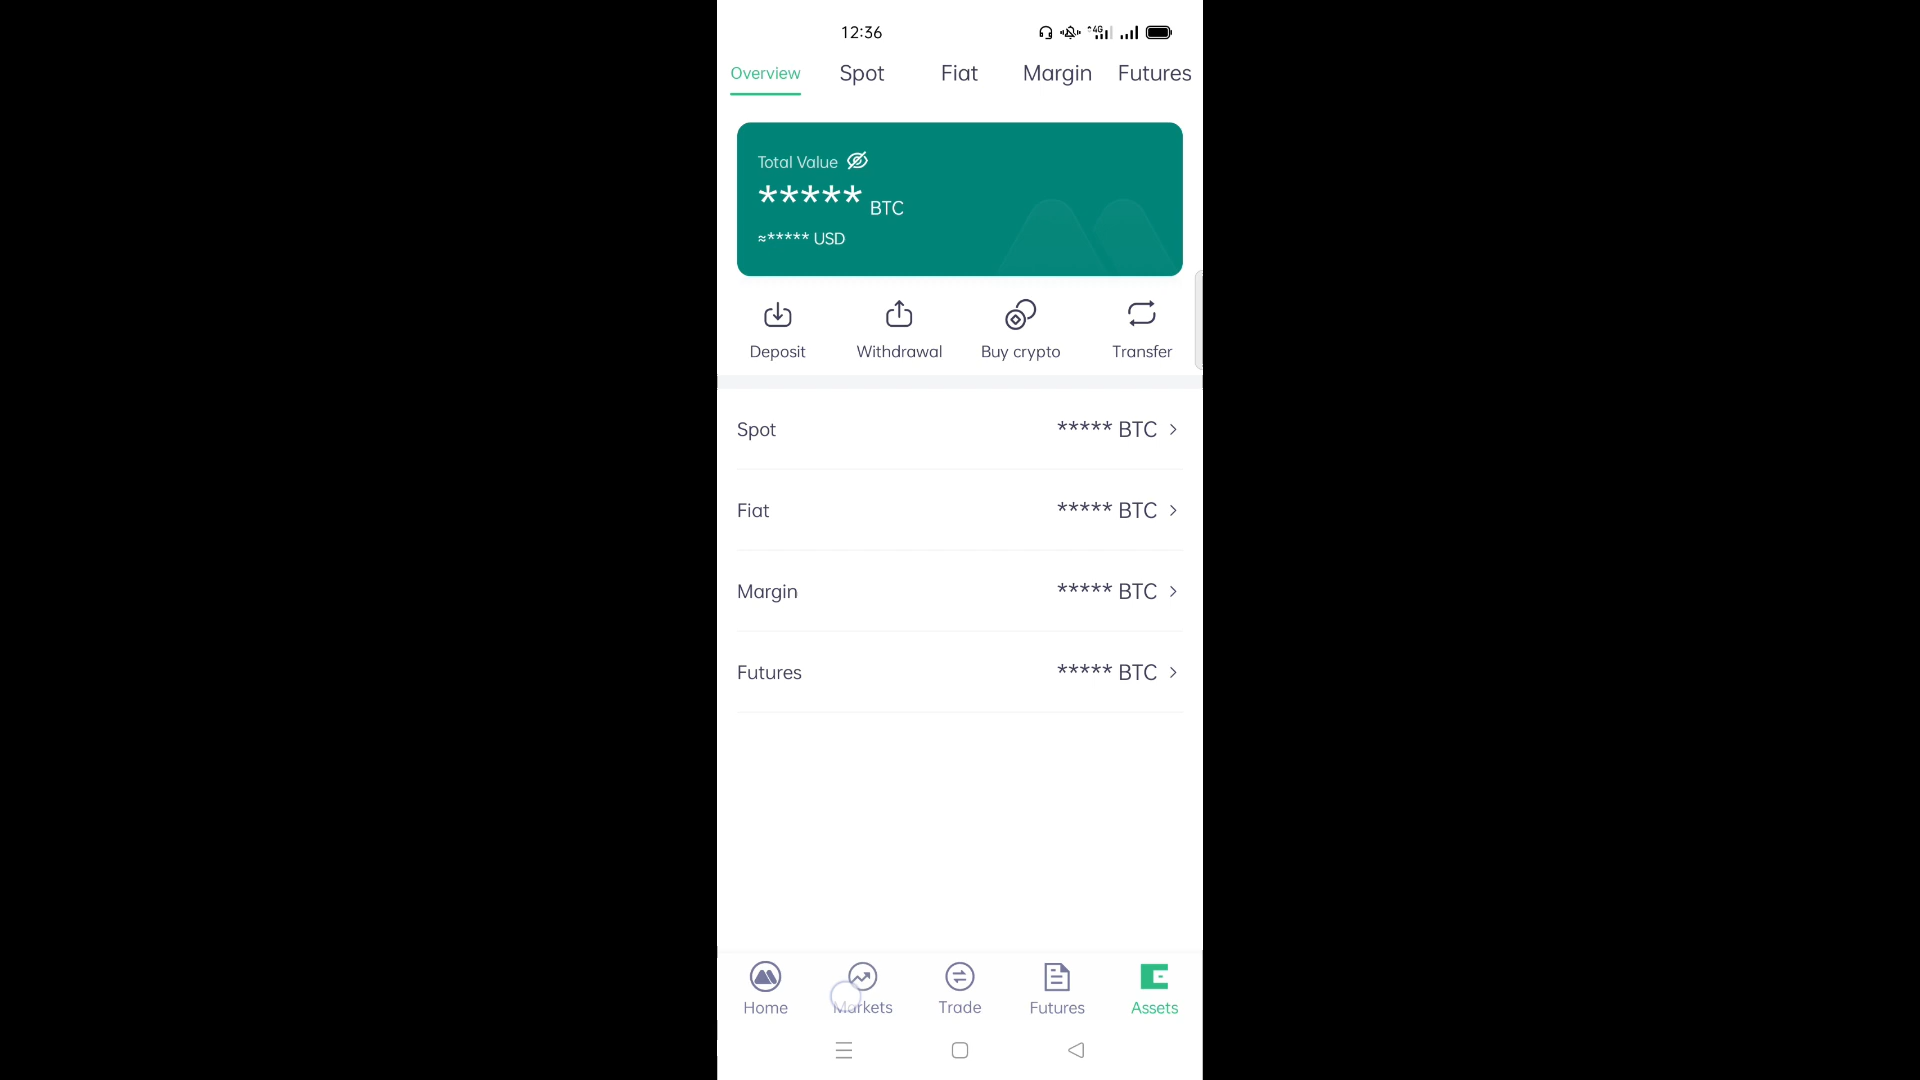 12:36
4G
Overview Spot Fiat Margin Futures
Total Value
***** BTC
≈***** USD
Deposit Withdrawal Buy crypto Transfer
Spot ***** BTC
Fiat ***** BTC
Margin ***** BTC
Futures ***** BTC
Home Markets Trade Futures Assets